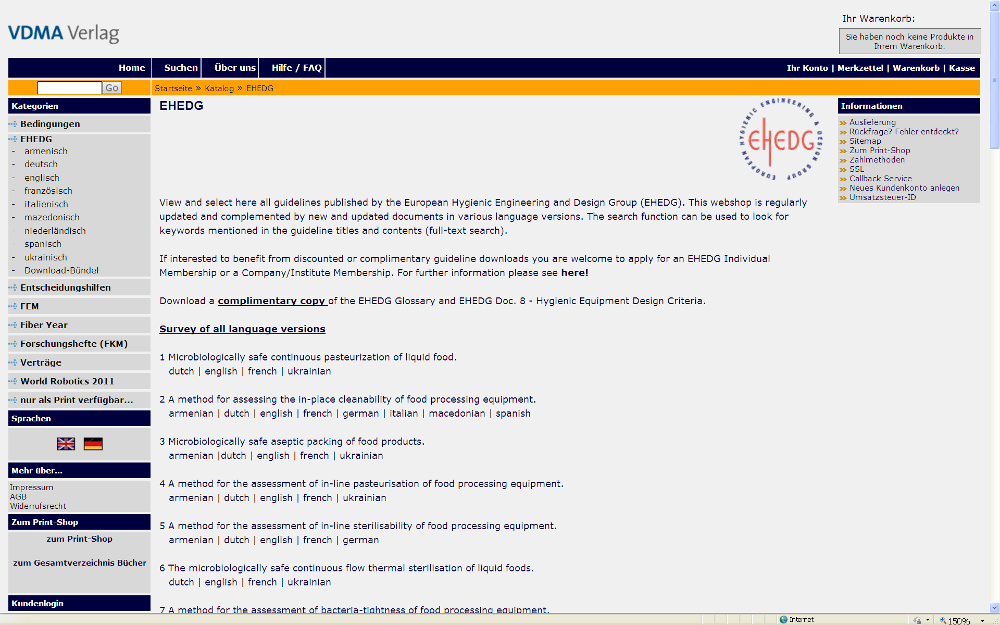 VDMA Verlag
Ihr Warenkorb:
Sie haben noch keine Produkte in
Ihrem Warenkorb.
Home
Suchen
Über uns
Hilfe / FAQ
Ihr Konto | Merkzettel | Warenkorb | Kasse
Go
Startseite » Katalog » EHEDG
Kategorien
Bedingungen
EHEDG
- armenisch
- deutsch
- englisch
- französisch
- italienisch
- mazedonisch
- niederländisch
- spanisch
- ukrainisch
- Download-Bündel
Entscheidungshilfen
FEM
Fiber Year
Forschungshefte (FKM)
Verträge
World Robotics 2011
nur als Print verfügbar...
Sprachen
Mehr über...
Impressum
AGB
Widerrufsrecht
Zum Print-Shop
zum Print-Shop
zum Gesamtverzeichnis Bücher
Kundenlogin
EHEDG
EUROPEAN HYGIENIC ENGINEERING & DESIGN GROUP
EHEDG
View and select here all guidelines published by the European Hygienic Engineering and Design Group (EHEDG). This webshop is regularly
updated and complemented by new and updated documents in various language versions. The search function can be used to look for
keywords mentioned in the guideline titles and contents (full-text search).
If interested to benefit from discounted or complimentary guideline downloads you are welcome to apply for an EHEDG Individual
Membership or a Company/Institute Membership. For further information please see here!
Download a complimentary copy of the EHEDG Glossary and EHEDG Doc. 8 - Hygienic Equipment Design Criteria.
Survey of all language versions
1 Microbiologically safe continuous pasteurization of liquid food.
dutch | english | french | ukrainian
2 A method for assessing the in-place cleanability of food processing equipment.
armenian | dutch | english | french | german | italian | macedonian | spanish
3 Microbiologically safe aseptic packing of food products.
armenian |dutch | english | french | ukrainian
4 A method for the assessment of in-line pasteurisation of food processing equipment.
armenian | dutch | english | french | ukrainian
5 A method for the assessment of in-line sterilisability of food processing equipment.
armenian | dutch | english | french | german
6 The microbiologically safe continuous flow thermal sterilisation of liquid foods.
dutch | english | french | ukrainian
7 A method for the assessment of bacteria-tightness of food processing equipment.
Informationen
Auslieferung
Rückfrage? Fehler entdeckt?
Sitemap
Zum Print-Shop
Zahlmethoden
SSL
Callback Service
Neues Kundenkonto anlegen
Umsatzsteuer-ID
Internet
150%